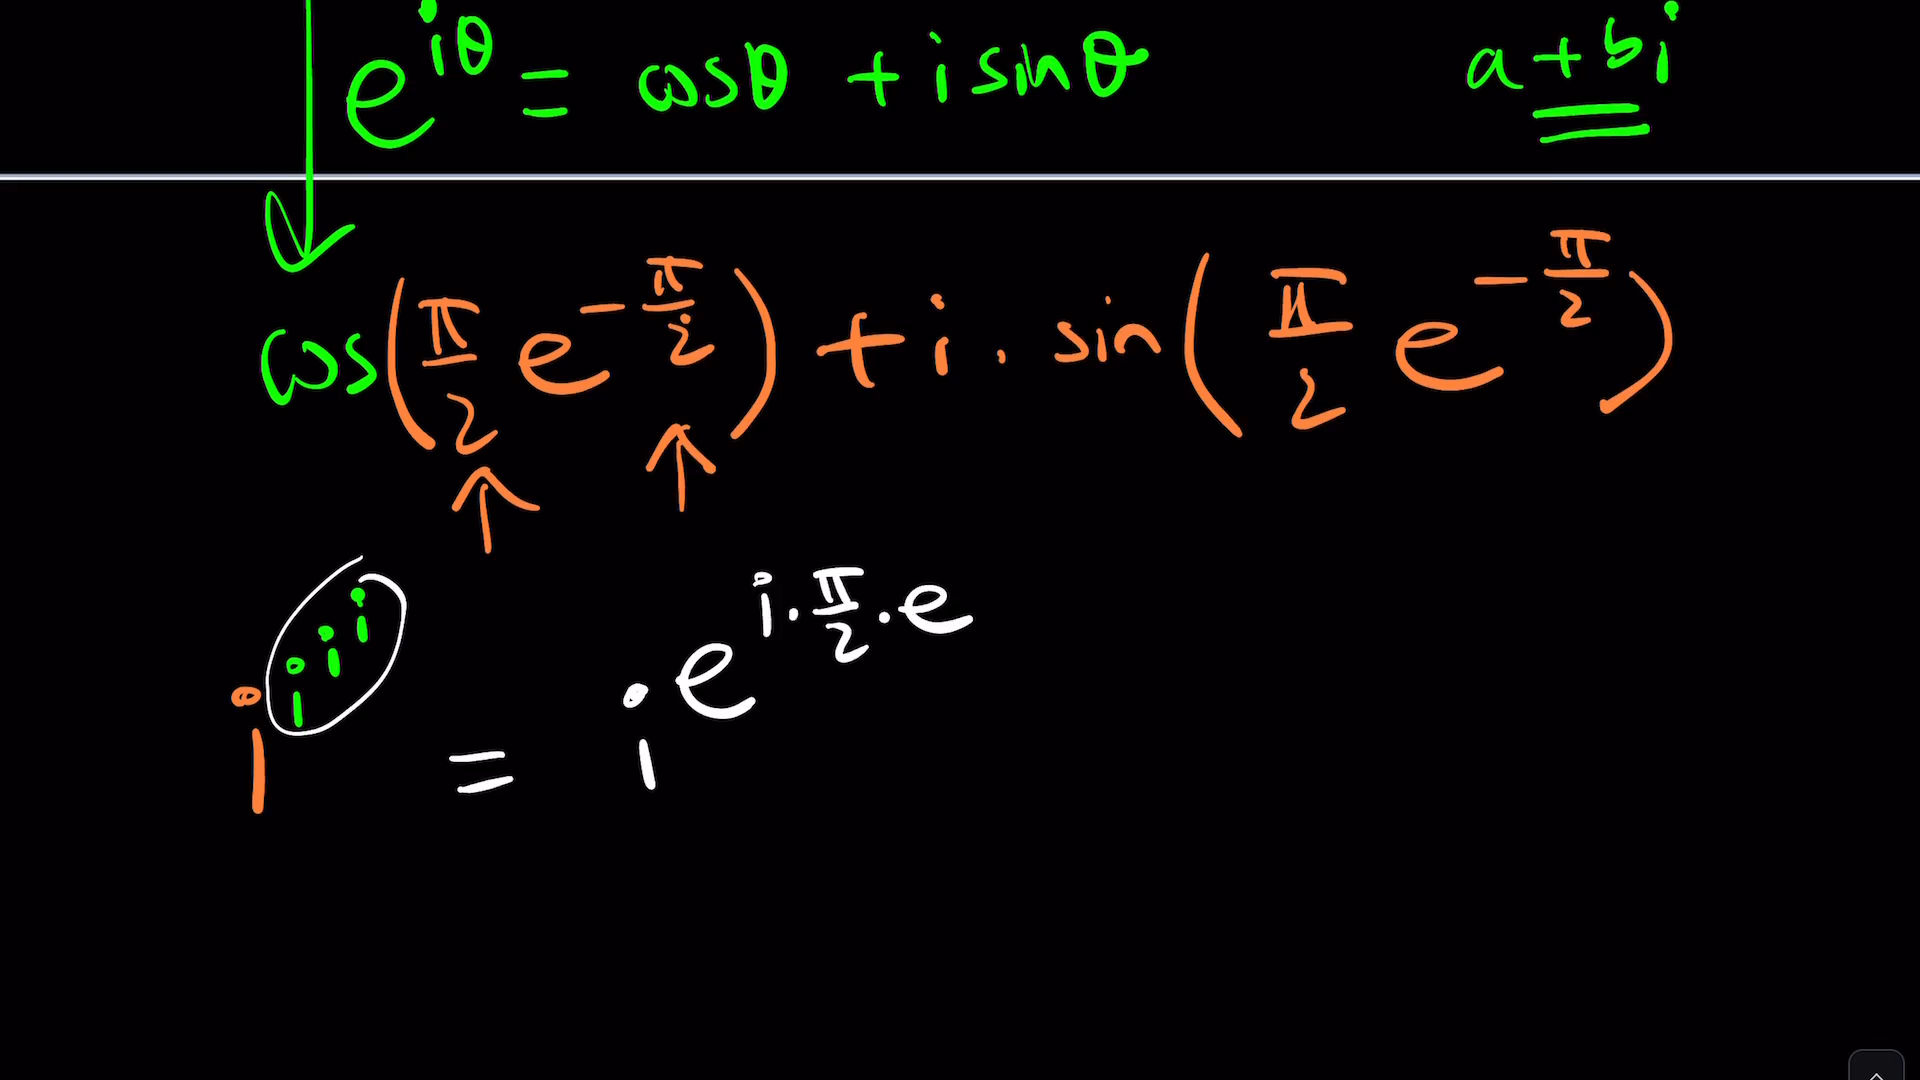 e^{iθ} = cosθ + i sinθ a + bi
cos(π/2 e^{-π/2}) + i · sin(π/2 e^{-π/2})
i^{i^{i^i}} = i^{e^{i·π/2·e}}